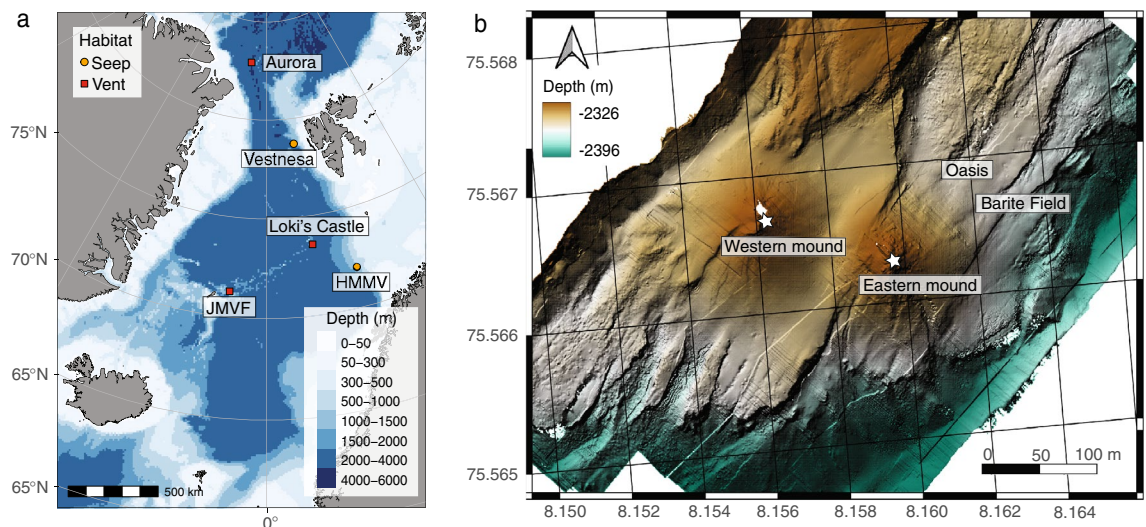 a
Habitat
Seep
Vent
Aurora
75°N
Vestnesa
Loki's Castle
70°N
HMMV
JMVF
Depth (m)
0–50
50–300
300–500
500–1000
1000–1500
1500–2000
2000–4000
4000–6000
65°N
65°N
500 km
0°
b
75.568
Depth (m)
-2326
-2396
Oasis
75.567
Barite Field
Western mound
Eastern mound
75.566
0 50 100 m
75.565
8.150 8.152 8.154 8.156 8.158 8.160 8.162 8.164